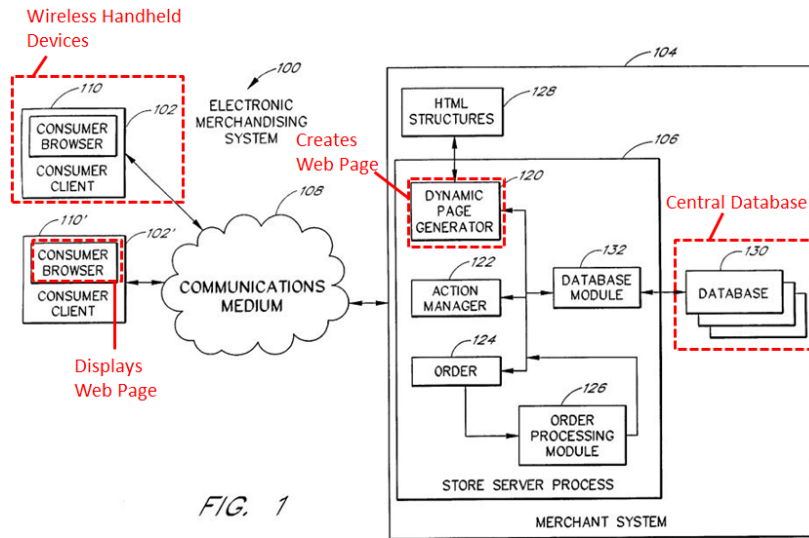 Wireless Handheld
Devices
110
102
CONSUMER
BROWSER
CONSUMER
CLIENT
100
ELECTRONIC
MERCHANDISING
SYSTEM
110'
102'
CONSUMER
BROWSER
CONSUMER
CLIENT
Displays
Web Page
108
COMMUNICATIONS
MEDIUM
104
HTML
STRUCTURES
128
106
Creates
Web Page
120
DYNAMIC
PAGE
GENERATOR
122
ACTION
MANAGER
132
DATABASE
MODULE
Central Database
130
DATABASE
124
ORDER
126
ORDER
PROCESSING
MODULE
STORE SERVER PROCESS
MERCHANT SYSTEM
FIG. 1